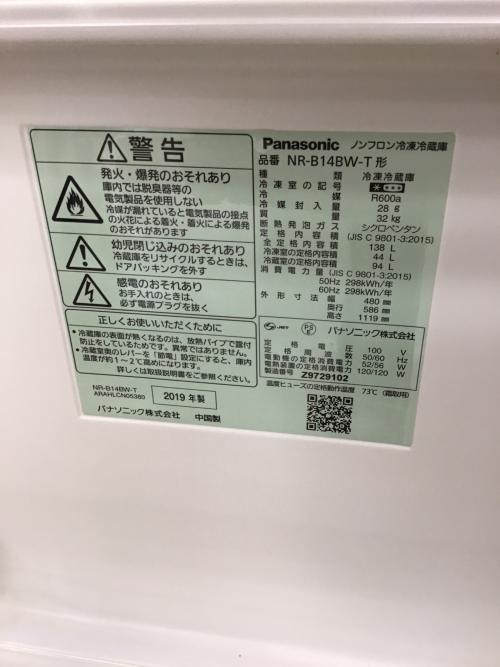 警告
発火・爆発のおそれあり
庫内では脱臭器等の
電気製品を使用しない
冷媒が漏れていると電気製品の接点
の火花による着火・着火による爆発
のおそれがあります
幼児閉じ込みのおそれあり
冷蔵庫をリサイクルするときは、
ドアパッキングを外す
感電のおそれあり
お手入れのときは、
必ず電源プラグを抜く
正しくお使いいただくために
・冷蔵庫の表面が熱くなるのは、放熱パイプで露付
防止をしているためです。異常ではありません。
・冷蔵室奥のレバーを「節電」設定にすると、庫内
温度が約1~2℃高めになります。
詳しくは取扱説明書をご参照ください。
NR-B14BW-T
ARAHLCN05380
2019 年製
パナソニック株式会社 中国製
Panasonic ノンフロン冷凍冷蔵庫
品番 NR-B14BW-T 形
種類 冷凍冷蔵庫
冷凍室の記号
冷媒 R600a
冷媒封入量 28 g
質量 32 kg
断熱発泡ガス シクロペンタン
定格内容積 (JIS C 9801-3:2015)
全定格内容積 138 L
冷凍室の定格内容積 44 L
冷蔵室の定格内容積 94 L
消費電力量 (JIS C 9801-3:2015)
50Hz 298kWh/年
60Hz 298kWh/年
外形寸法 幅 480 mm
奥行 586 mm
高さ 1119 mm
JET PS E パナソニック株式会社
定格電圧 100 V
定格周波数 50/60 Hz
電動機の定格消費電力 52/56 W
電熱装置の定格消費電力 120/120 W
製造番号 Z9729102
温度ヒューズの定格動作温度 73℃ (霜取用)